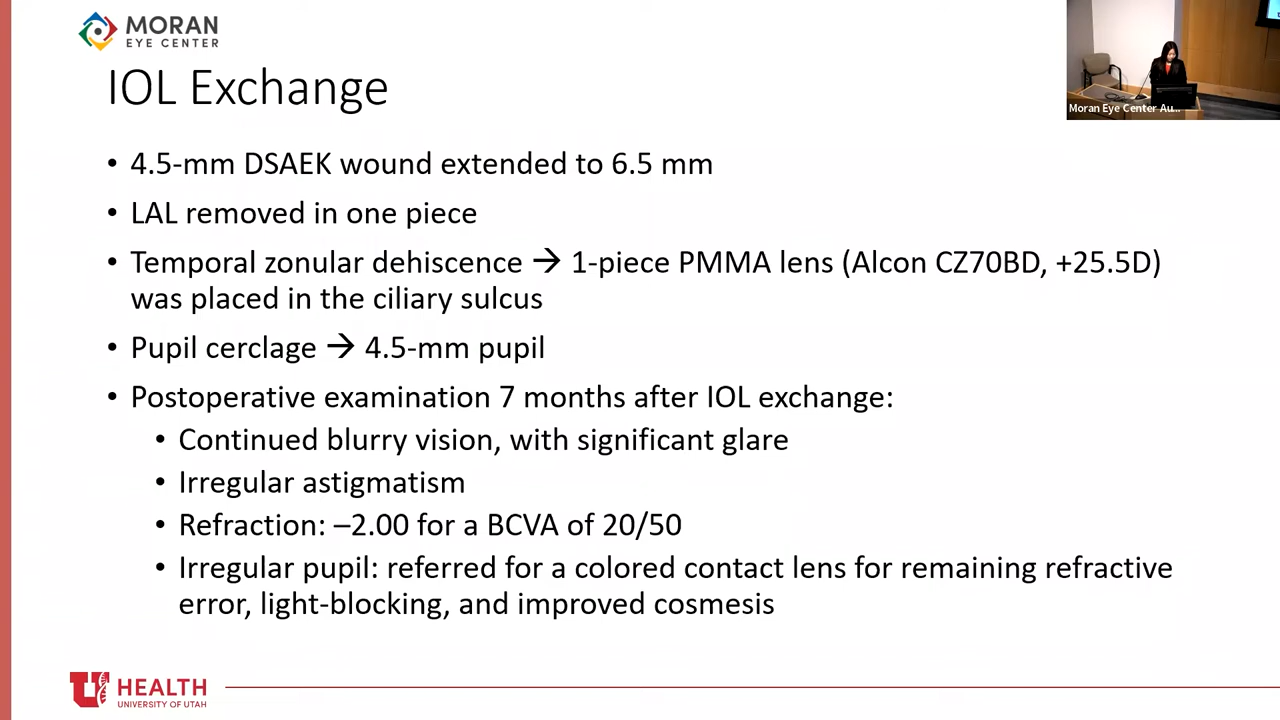 MORAN
EYE CENTER
IOL Exchange
Moran Eye Center Au...
• 4.5-mm DSAEK wound extended to 6.5 mm
• LAL removed in one piece
• Temporal zonular dehiscence → 1-piece PMMA lens (Alcon CZ70BD, +25.5D)
was placed in the ciliary sulcus
• Pupil cerclage → 4.5-mm pupil
• Postoperative examination 7 months after IOL exchange:
• Continued blurry vision, with significant glare
• Irregular astigmatism
• Refraction: –2.00 for a BCVA of 20/50
• Irregular pupil: referred for a colored contact lens for remaining refractive
error, light-blocking, and improved cosmesis
U HEALTH
UNIVERSITY OF UTAH